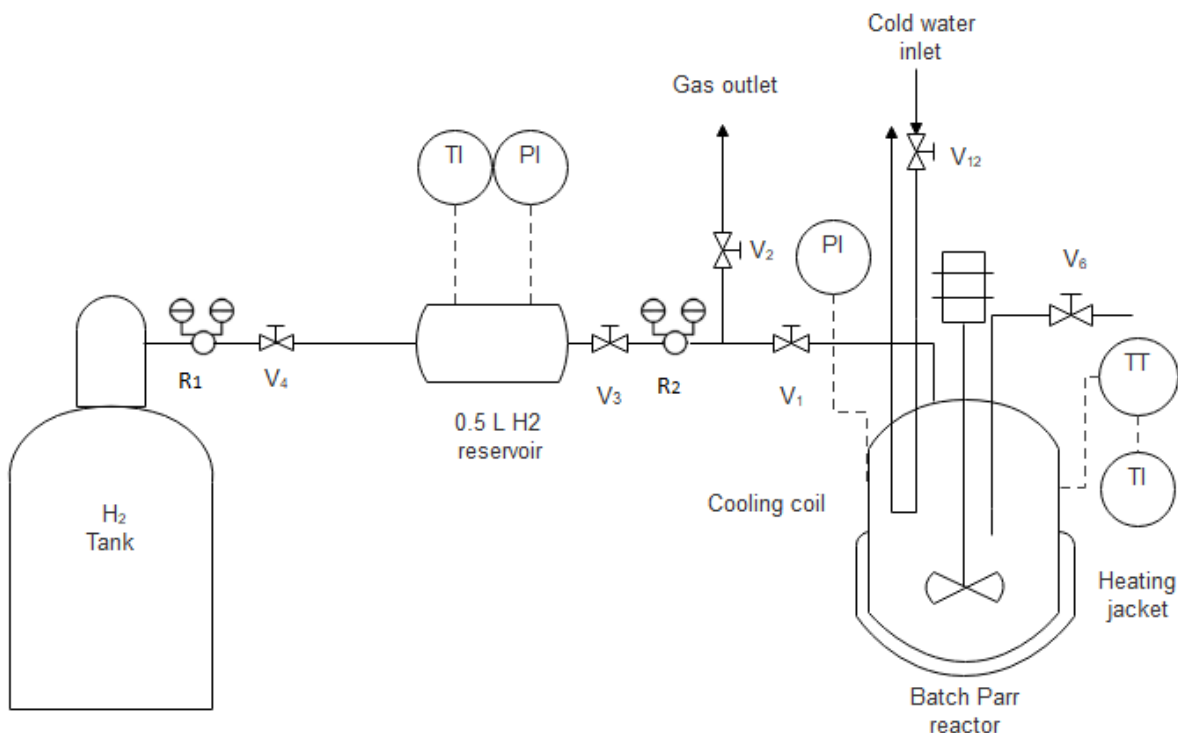 Cold water
inlet
Gas outlet
TI
PI
V₁₂
PI
V₂
V₆
R1
V₄
V₃
R2
V₁
TT
0.5 L H2
reservoir
TI
Cooling coil
H₂
Tank
Heating
jacket
Batch Parr
reactor